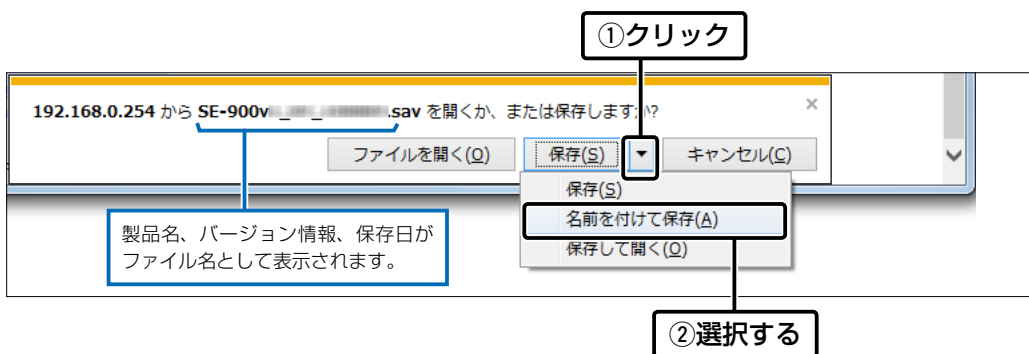 ①クリック
192.168.0.254 から SE-900v .sav を開くか、または保存しますか?
×
ファイルを開く(O)
保存(S)
▼
キャンセル(C)
保存(S)
名前を付けて保存(A)
保存して開く(O)
製品名、バージョン情報、保存日が
ファイル名として表示されます。
②選択する